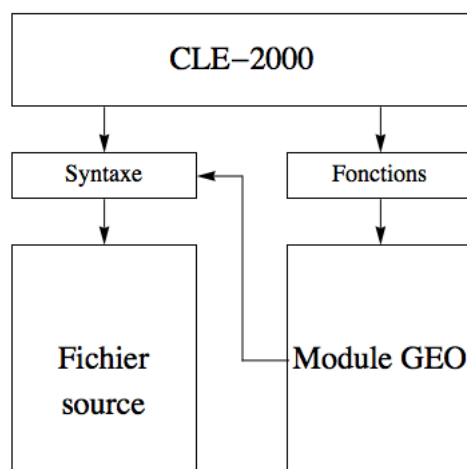 CLE−2000
Syntaxe
Fonctions
Fichier
source
Module GEO